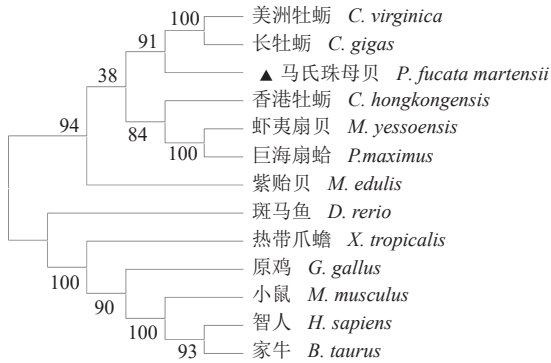 100 美洲牡蛎 C. virginica
91 长牡蛎 C. gigas
▲ 马氏珠母贝 P. fucata martensii
38 香港牡蛎 C. hongkongensis
94 84 虾夷扇贝 M. yessoensis
100 巨海扇蛤 P.maximus
紫贻贝 M. edulis
斑马鱼 D. rerio
热带爪蟾 X. tropicalis
100 原鸡 G. gallus
90 小鼠 M. musculus
100 智人 H. sapiens
93 家牛 B. taurus